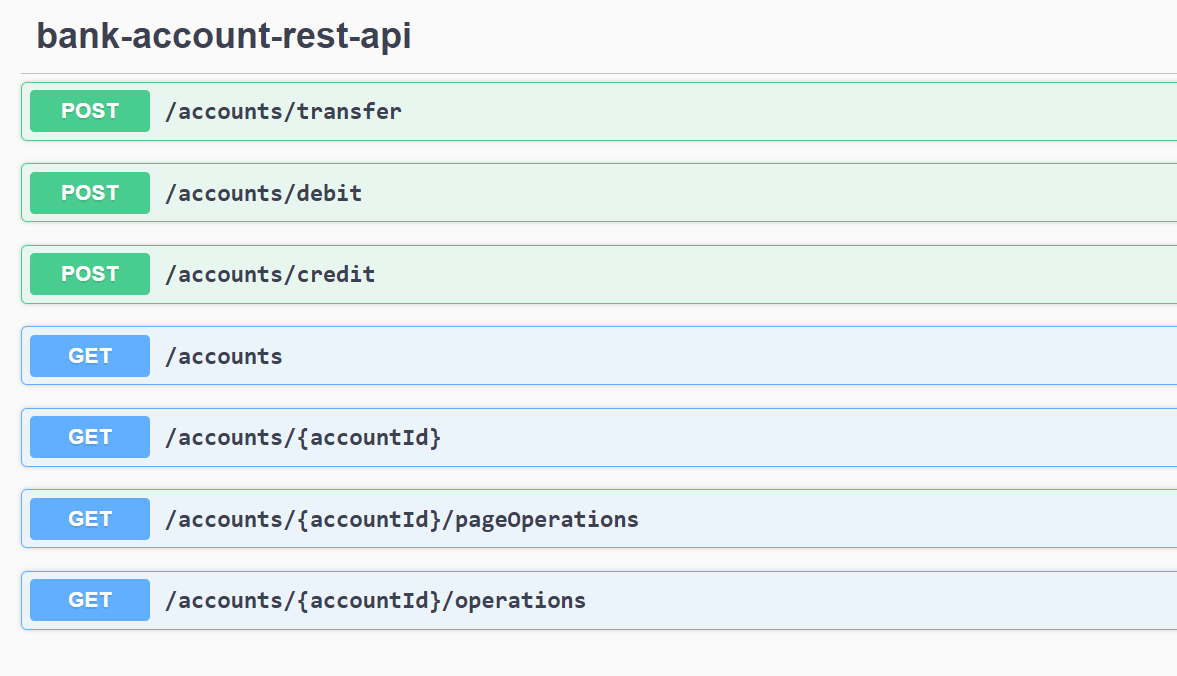 bank-account-rest-api
POST /accounts/transfer
POST /accounts/debit
POST /accounts/credit
GET /accounts
GET /accounts/{accountId}
GET /accounts/{accountId}/pageOperations
GET /accounts/{accountId}/operations